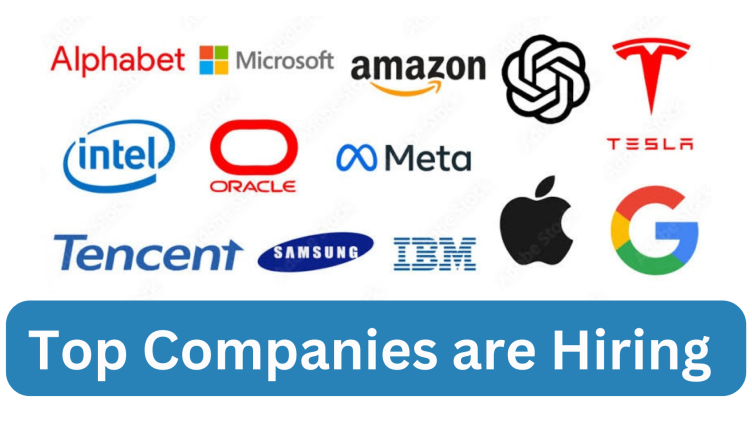 Alphabet Microsoft amazon
TESLA
intel ORACLE Meta
Tencent SAMSUNG IBM
Top Companies are Hiring